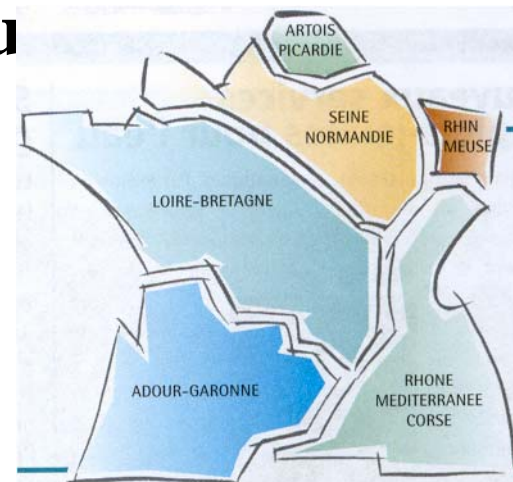 ARTOIS
PICARDIE
SEINE
NORMANDIE
RHIN
MEUSE
LOIRE-BRETAGNE
ADOUR-GARONNE
RHONE
MEDITERRANEE
CORSE